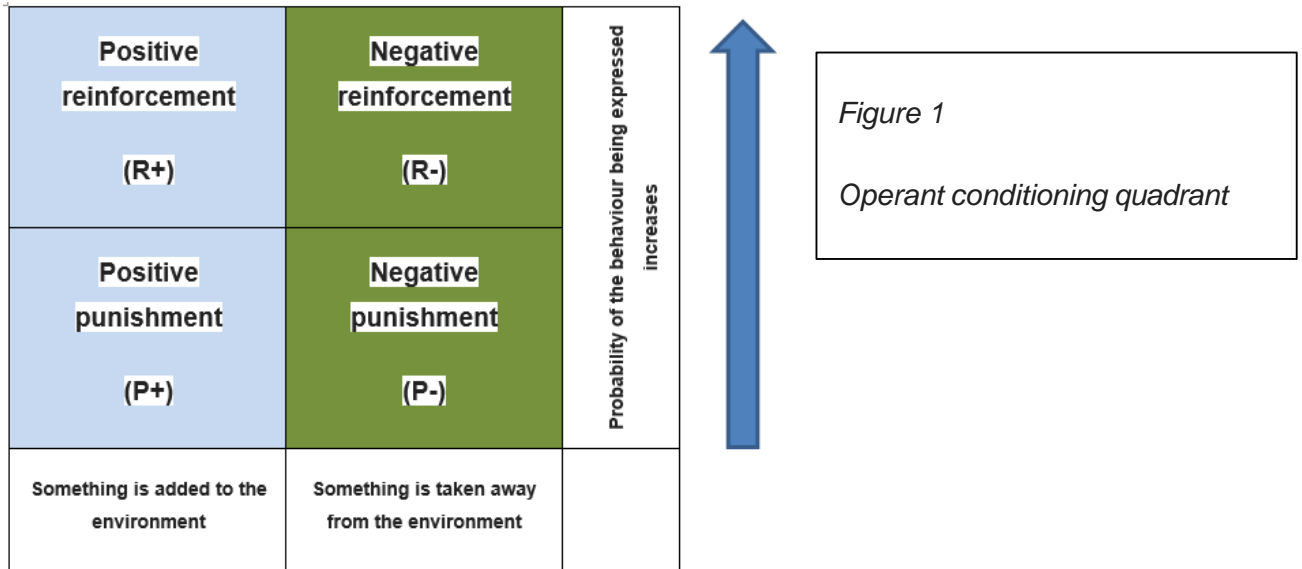 Positive
reinforcement
(R+)
Negative
reinforcement
(R-)
Probability of the behaviour being expressed
increases
Positive
punishment
(P+)
Negative
punishment
(P-)
Something is added to the
environment
Something is taken away
from the environment
Figure 1
Operant conditioning quadrant